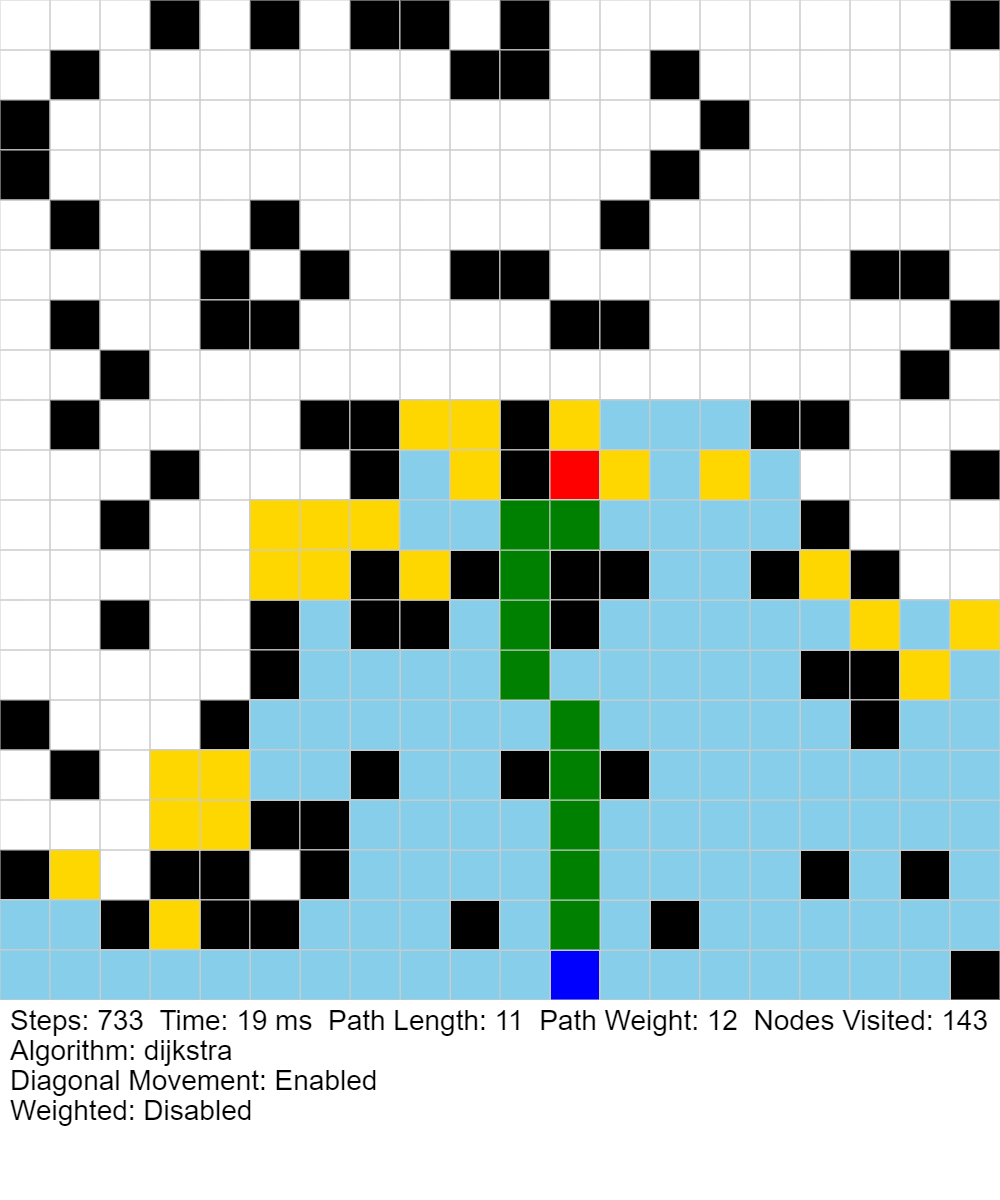 Steps: 733  Time: 19 ms  Path Length: 11  Path Weight: 12  Nodes Visited: 143
Algorithm: dijkstra
Diagonal Movement: Enabled
Weighted: Disabled